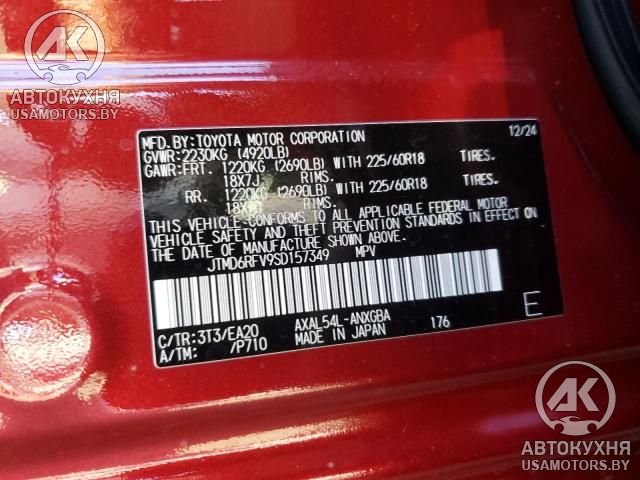 AK
АВТОКУХНЯ
USAMOTORS.BY
MFD.BY:TOYOTA MOTOR CORPORATION 12/24
GVWR:2230KG (4920LB)
GAWR:FRT. 1220KG (2690LB) WITH 225/60R18 TIRES.
18X7J RIMS.
RR. 1220KG (2690LB) WITH 225/60R18 TIRES.
18X7J RIMS.
THIS VEHICLE CONFORMS TO ALL APPLICABLE FEDERAL MOTOR
VEHICLE SAFETY AND THEFT PREVENTION STANDARDS IN EFFECT ON
THE DATE OF MANUFACTURE SHOWN ABOVE.
JTMD6RFV9SD157349 MPV
C/TR:3T3/EA20 AXAL54L-ANXGBA 176 E
A/TM: /P710 MADE IN JAPAN
AK
АВТОКУХНЯ
USAMOTORS.BY